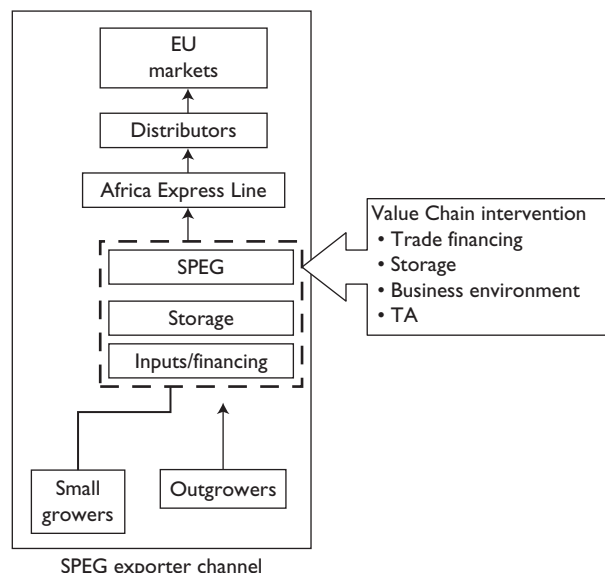 EU
markets
Distributors
Africa Express Line
SPEG
Storage
Inputs/financing
Small
growers
Outgrowers
SPEG exporter channel
Value Chain intervention
• Trade financing
• Storage
• Business environment
• TA